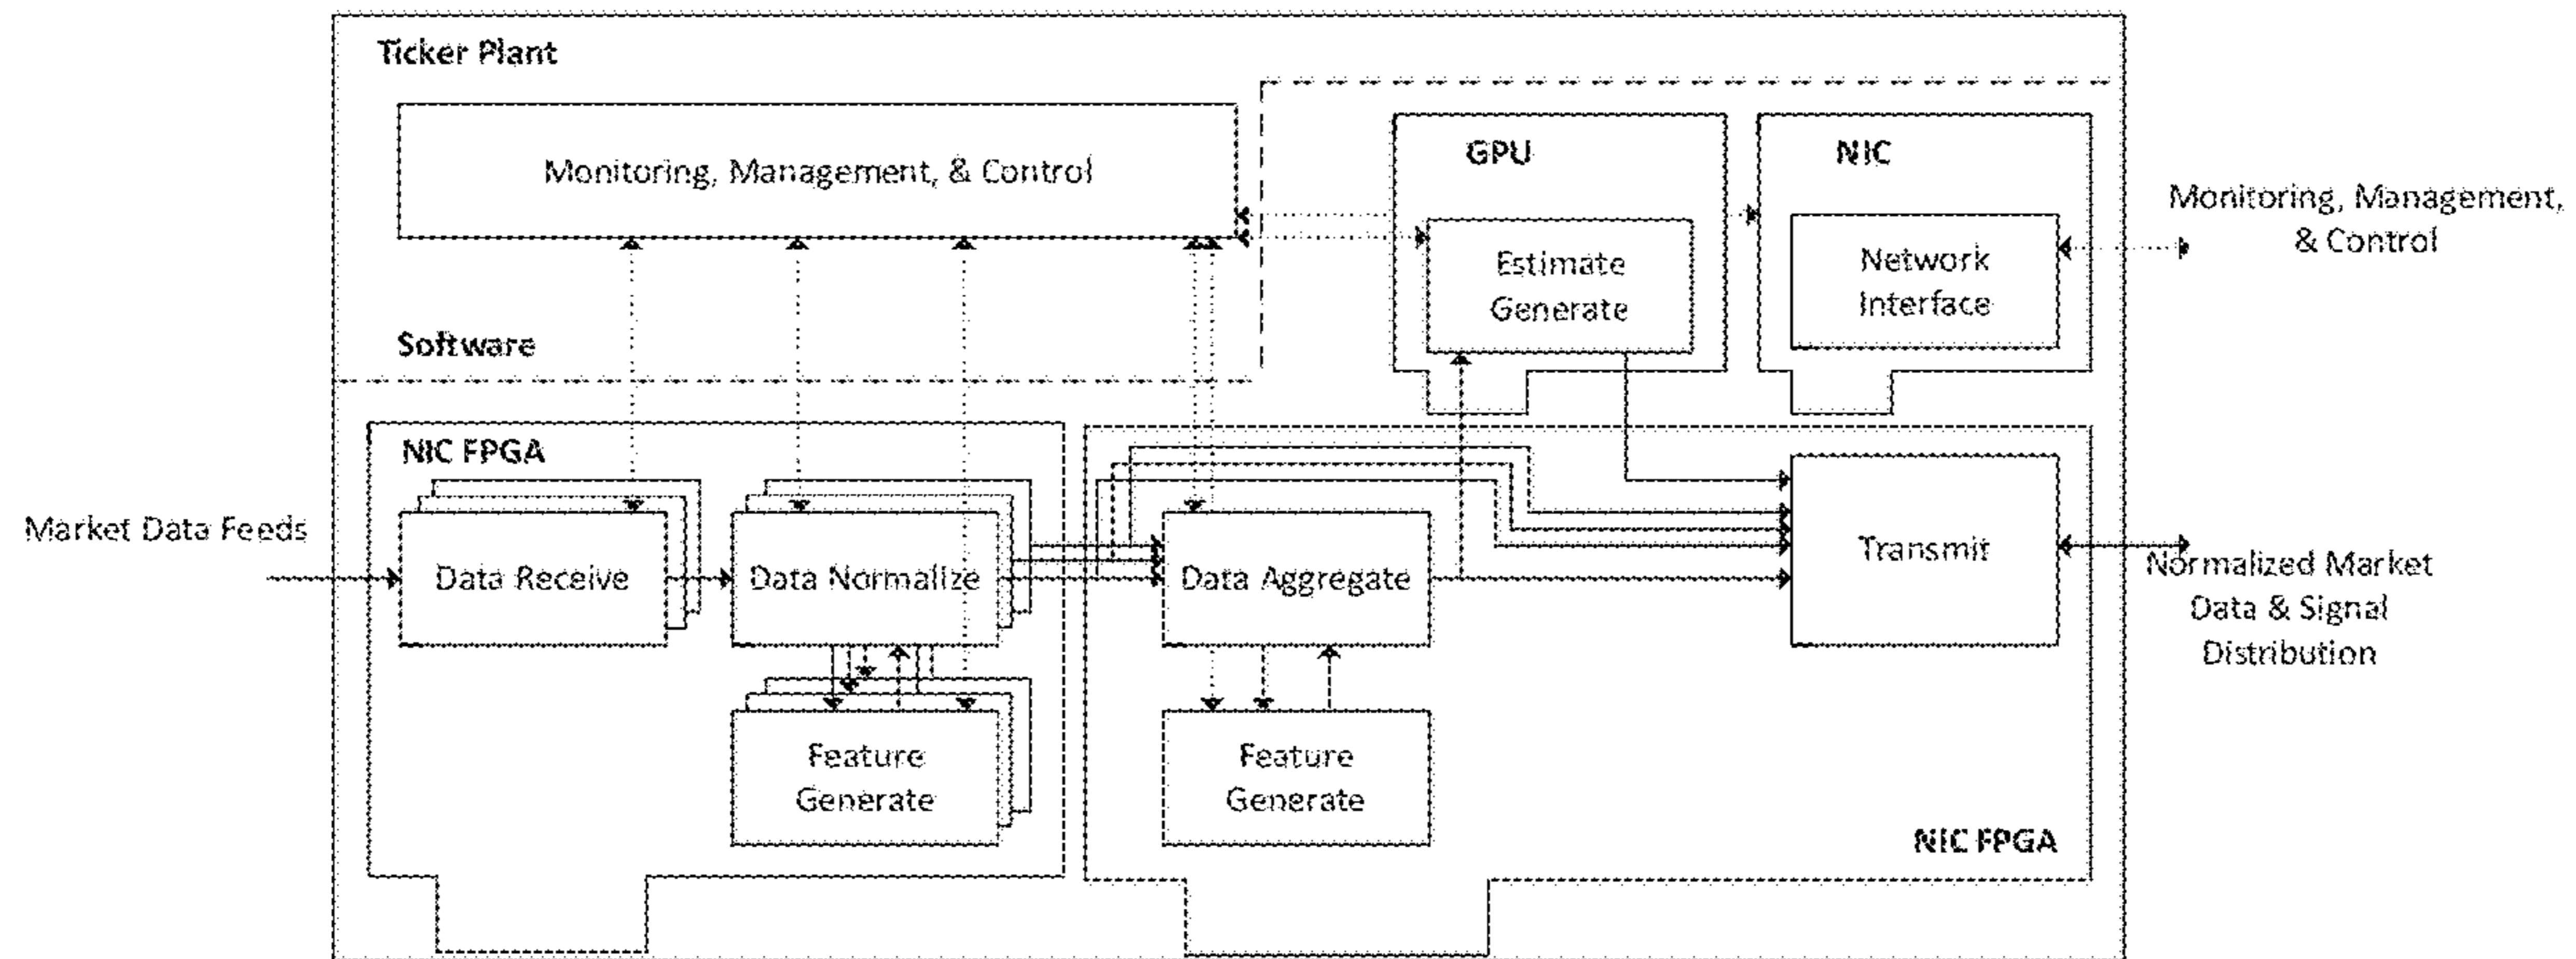 Ticker Plant
Monitoring, Management, & Control
GPU
NIC
Monitoring, Management,
& Control
Estimate
Generate
Network
Interface
Software
NIC FPGA
Market Data Feeds
Data Receive
Data Normalize
Data Aggregate
Transmit
Normalized Market
Data & Signal
Distribution
Feature
Generate
Feature
Generate
NIC FPGA